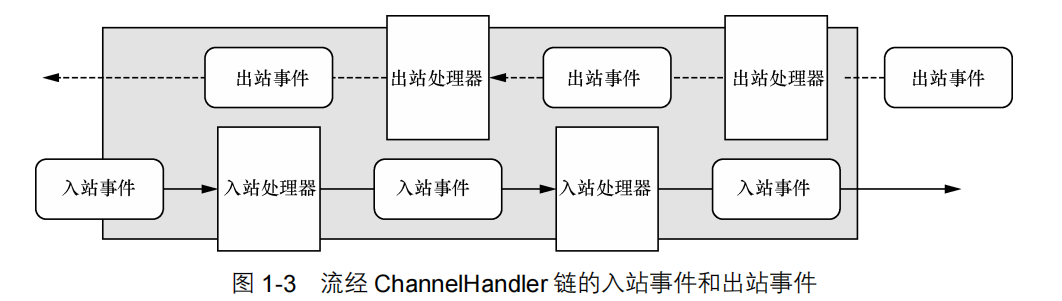 出站事件 出站处理器 出站事件 出站处理器 出站事件
入站事件 入站处理器 入站事件 入站处理器 入站事件
图 1-3 流经 ChannelHandler 链的入站事件和出站事件